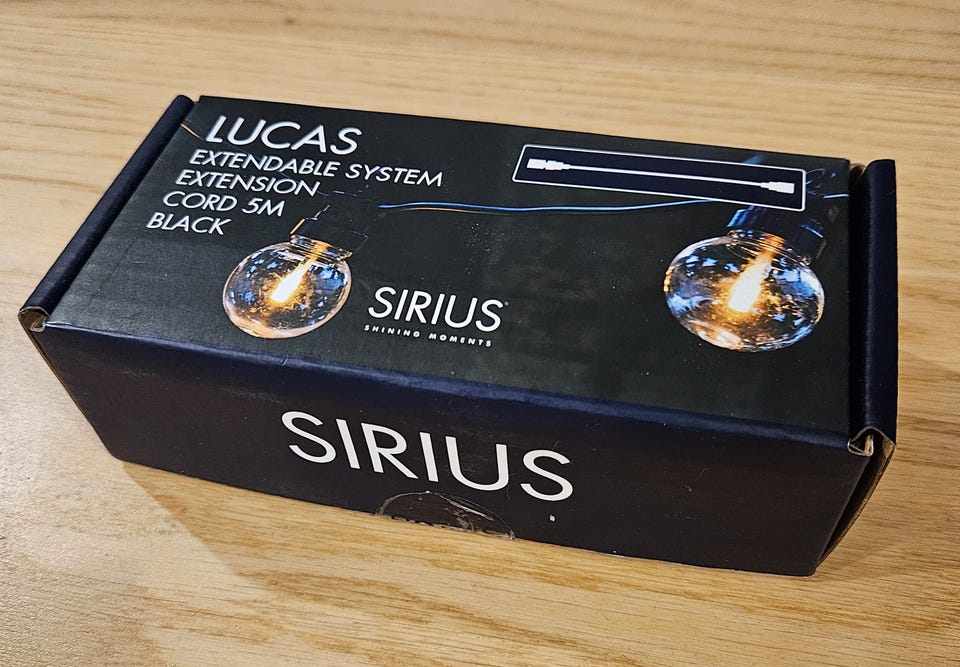 LUCAS
EXTENDABLE SYSTEM
EXTENSION
CORD 5M
BLACK
SIRIUS®
SHINING MOMENTS
SIRIUS